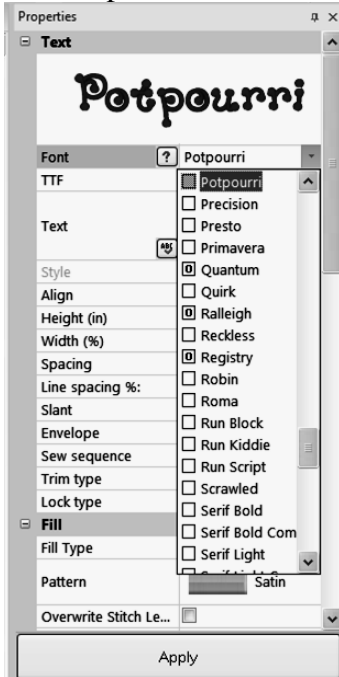 Properties
Text
Potpourri
Font ? Potpourri
TTF
Text
ABC
Style
Align
Height (in)
Width (%)
Spacing
Line spacing %:
Slant
Envelope
Sew sequence
Trim type
Lock type
Fill
Fill Type
Pattern Satin
Overwrite Stitch Le...
Potpourri
Precision
Presto
Primavera
Quantum
Quirk
Ralleigh
Reckless
Registry
Robin
Roma
Run Block
Run Kiddie
Run Script
Scrawled
Serif Bold
Serif Bold Com
Serif Light
Apply